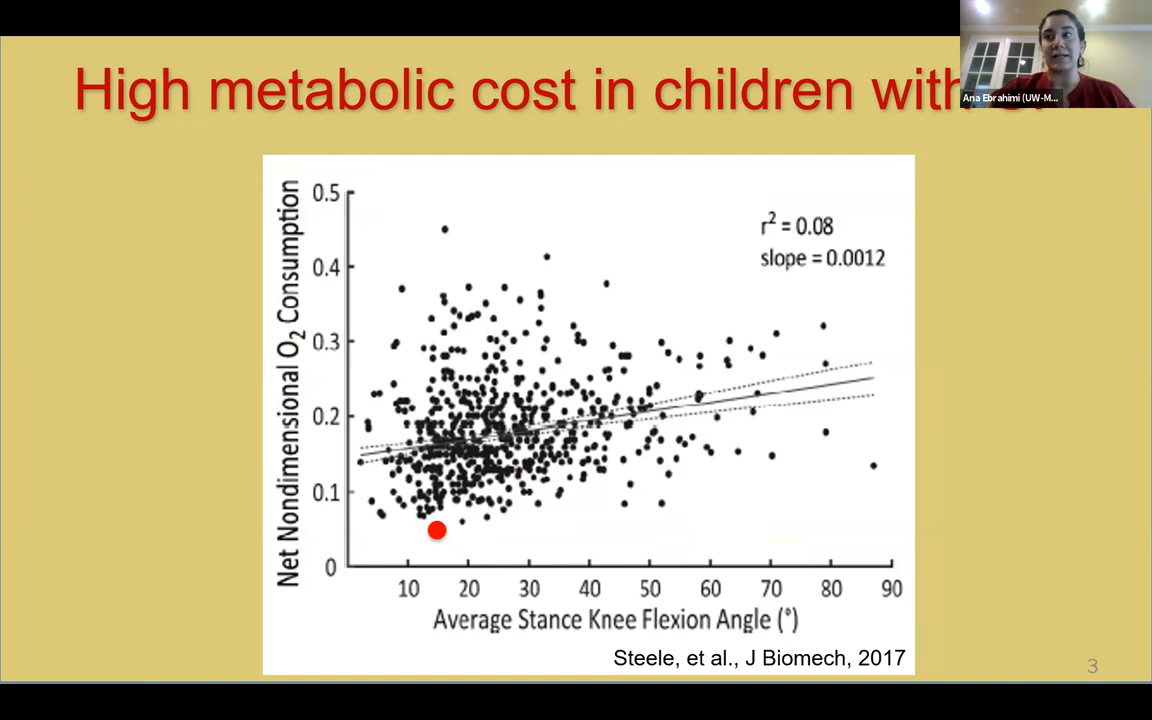 High metabolic cost in children with
Ana Ebrahimi (UW-M...
Net Nondimensional O2 Consumption
0.5
0.4
0.3
0.2
0.1
0
r2 = 0.08
slope = 0.0012
10 20 30 40 50 60 70 80 90
Average Stance Knee Flexion Angle (°)
Steele, et al., J Biomech, 2017
3